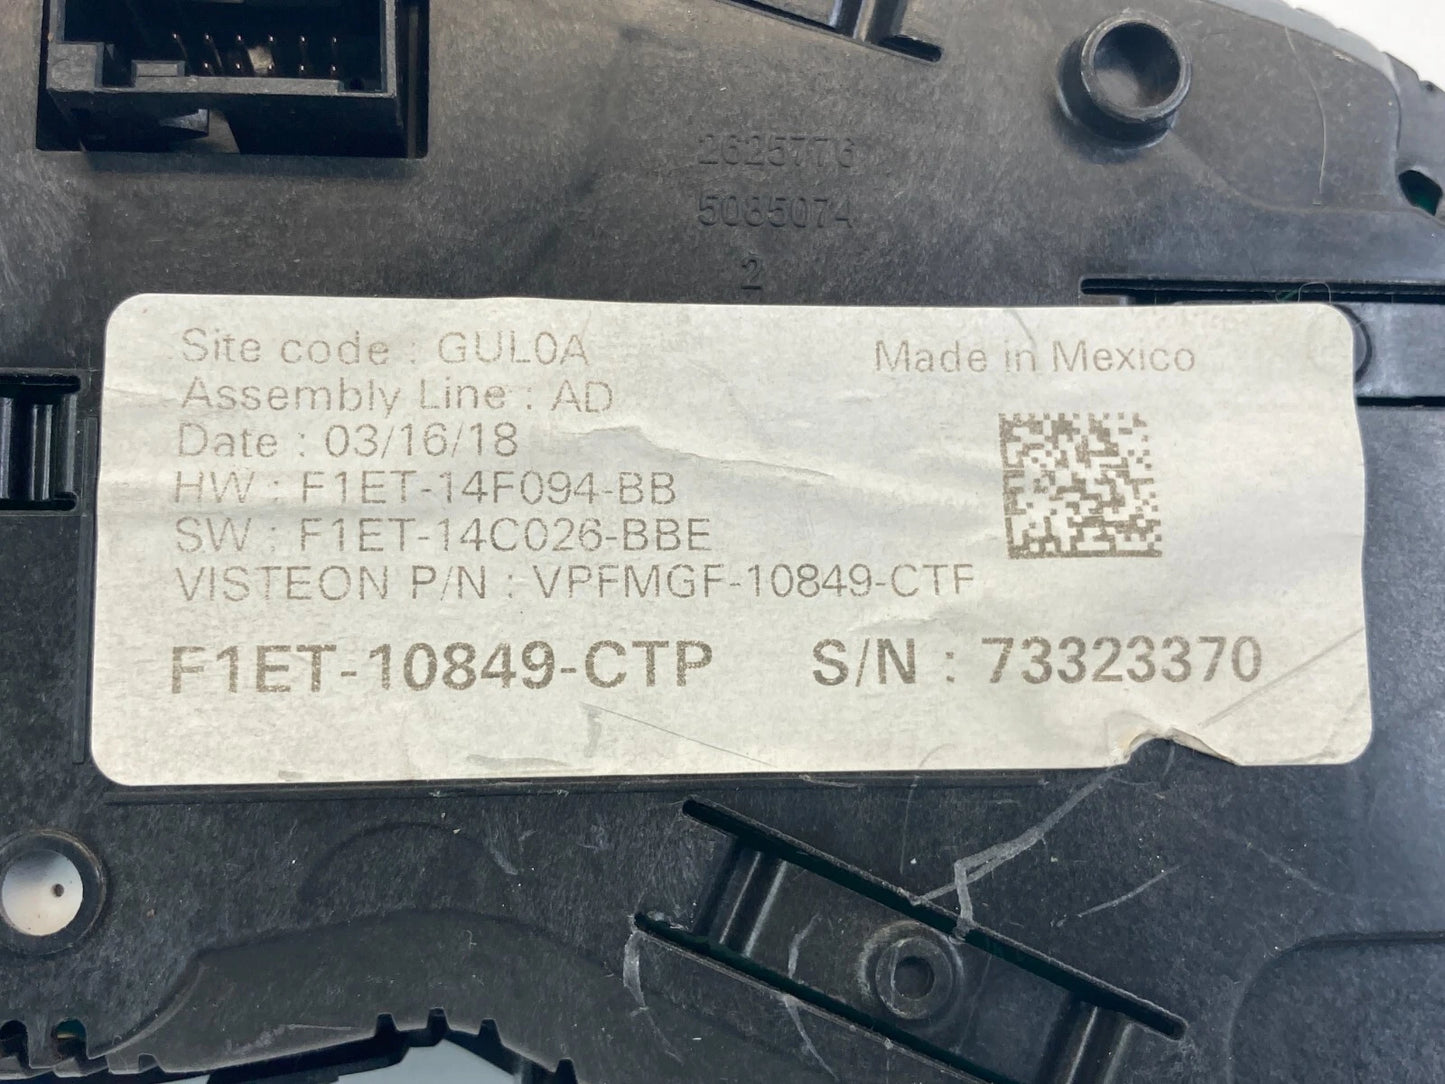 2625776
5085074
2
Site code : GUL0A
Made in Mexico
Assembly Line : AD
Date : 03/16/18
HW : F1ET-14F094-BB
SW : F1ET-14C026-BBE
VISTEON P/N : VPFMGF-10849-CTF
F1ET-10849-CTP S/N : 73323370